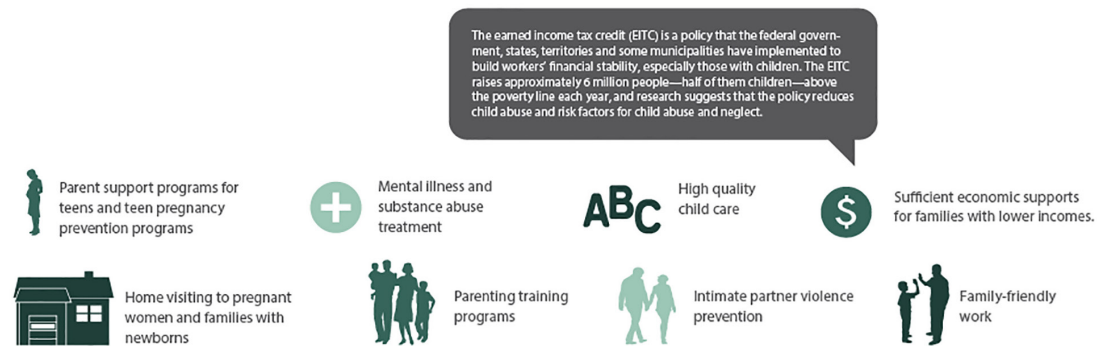 The earned income tax credit (EITC) is a policy that the federal govern-
ment, states, territories and some municipalities have implemented to
build workers' financial stability, especially those with children. The EITC
raises approximately 6 million people—half of them children—above
the poverty line each year, and research suggests that the policy reduces
child abuse and risk factors for child abuse and neglect.
Parent support programs for
teens and teen pregnancy
prevention programs
Mental illness and
substance abuse
treatment
ABC
High quality
child care
$
Sufficient economic supports
for families with lower incomes.
Home visiting to pregnant
women and families with
newborns
Parenting training
programs
Intimate partner violence
prevention
Family-friendly
work